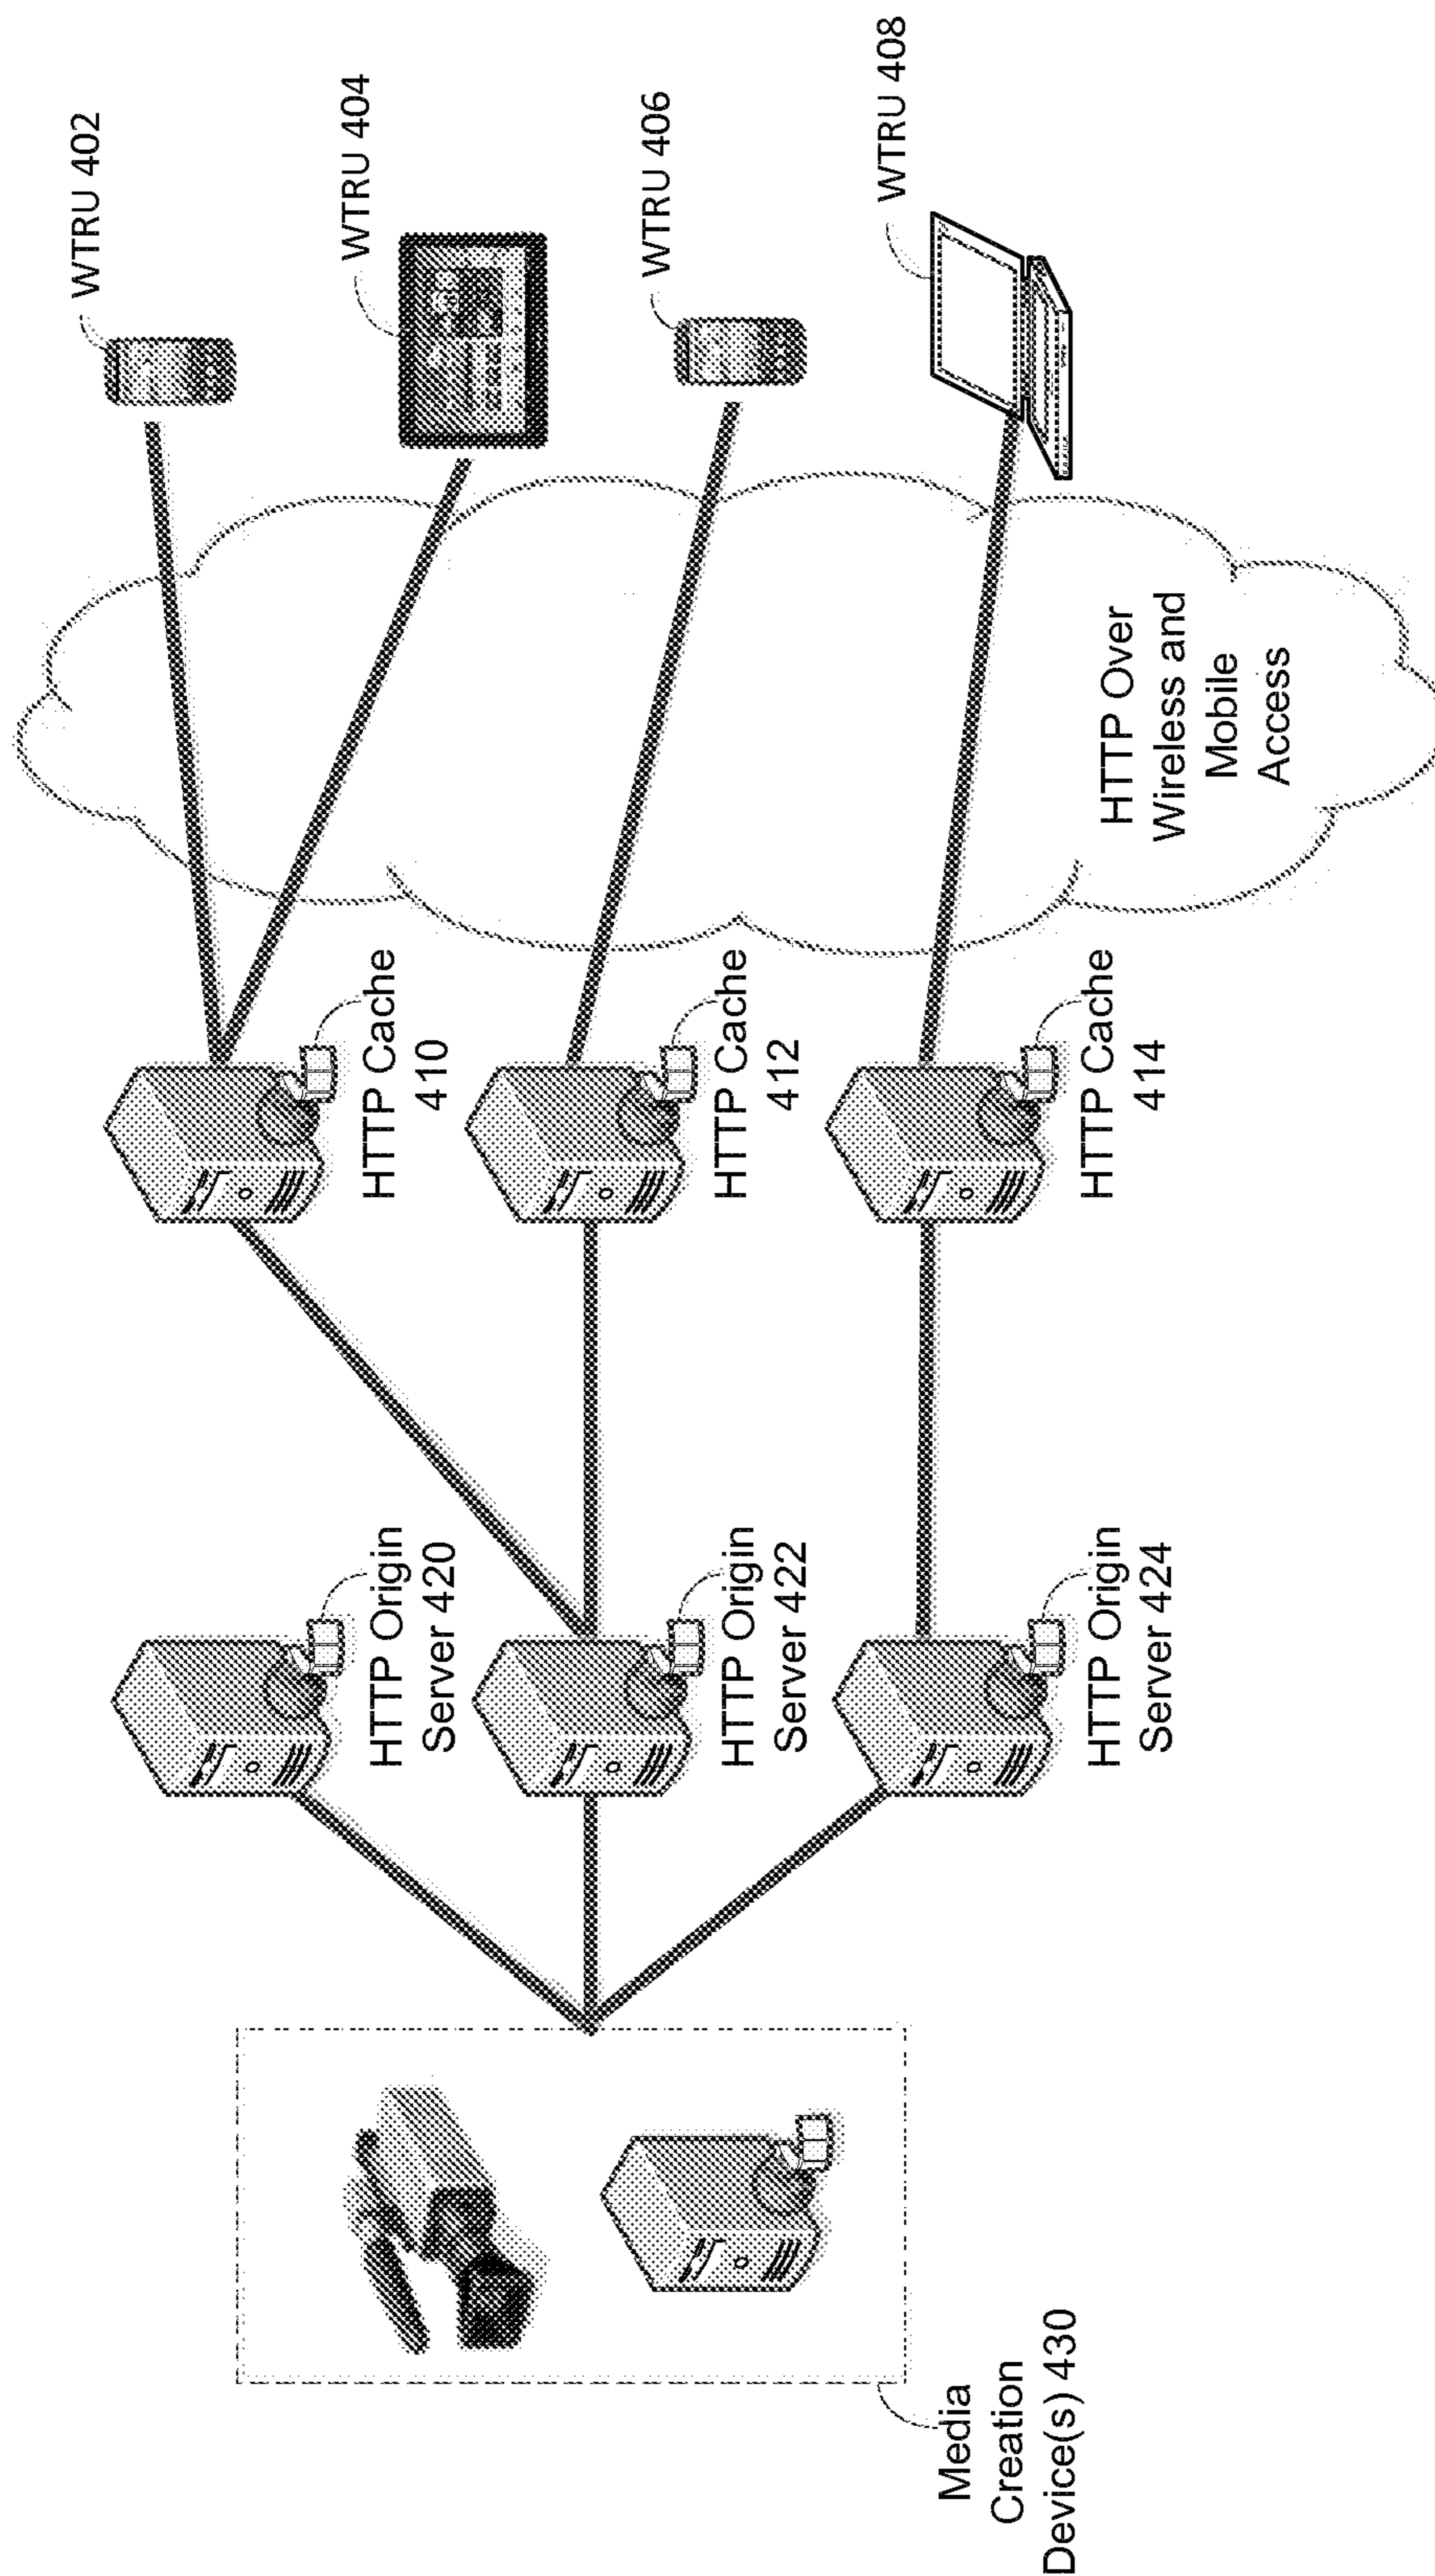 Media
Creation
Device(s) 430
HTTP Origin
Server 420
HTTP Origin
Server 422
HTTP Origin
Server 424
HTTP Cache
410
HTTP Cache
412
HTTP Cache
414
HTTP Over
Wireless and
Mobile
Access
WTRU 402
WTRU 404
WTRU 406
WTRU 408